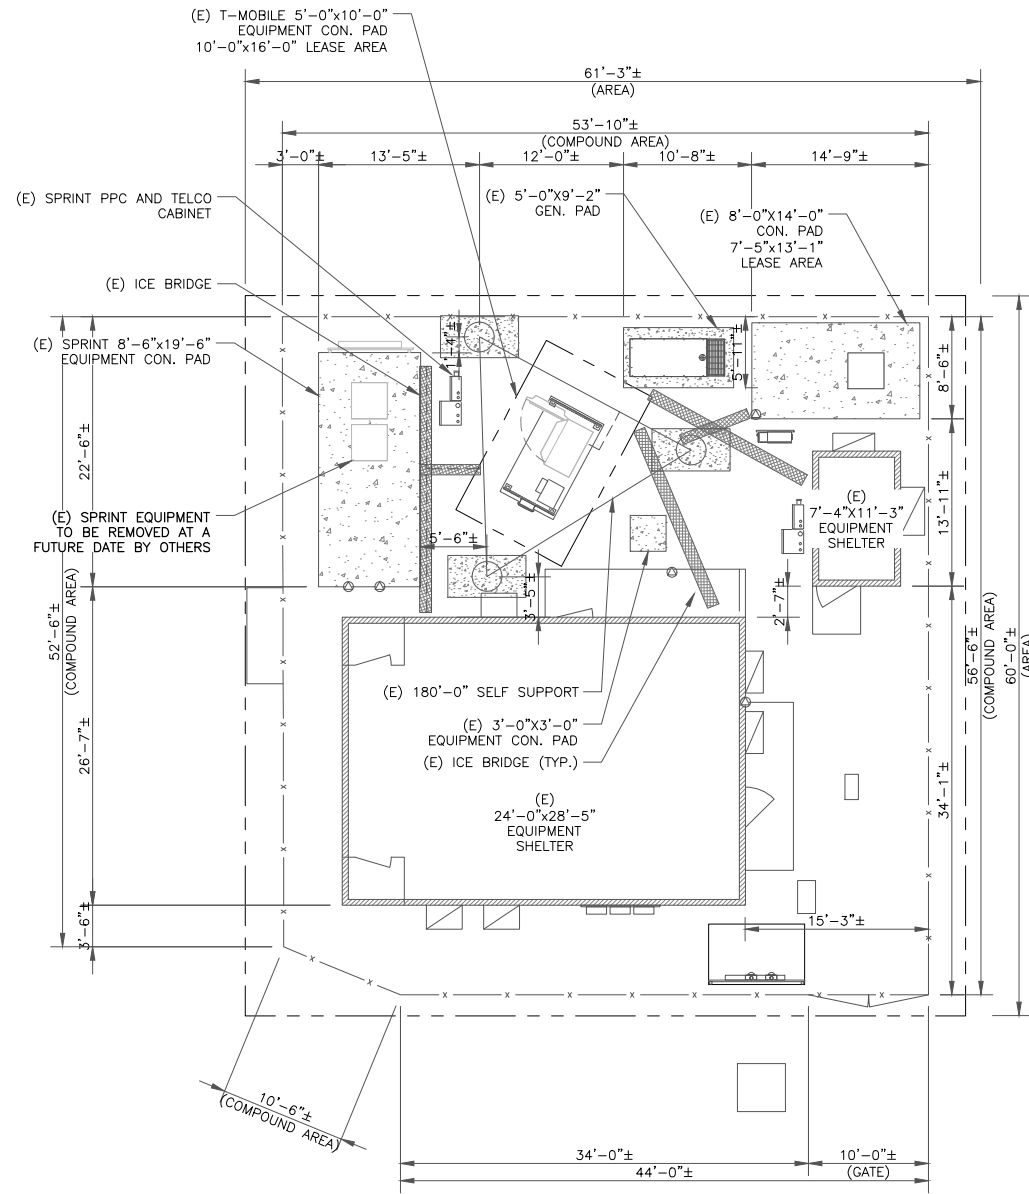 (E) T-MOBILE 5'-0"x10'-0"
EQUIPMENT CON. PAD
10'-0"x16'-0" LEASE AREA
61'-3"±
(AREA)
53'-10"±
(COMPOUND AREA)
3'-0"±
13'-5"±
12'-0"±
10'-8"±
14'-9"±
(E) SPRINT PPC AND TELCO
CABINET
(E) 5'-0"X9'-2"
GEN. PAD
(E) 8'-0"X14'-0"
CON. PAD
7'-5"x13'-1"
LEASE AREA
(E) ICE BRIDGE
(E) SPRINT 8'-6"x19'-6"
EQUIPMENT CON. PAD
1'-4"±
5'-11"±
8'-6"±
22'-6"±
13'-11"±
(E)
7'-4"X11'-3"
EQUIPMENT
SHELTER
(E) SPRINT EQUIPMENT
TO BE REMOVED AT A
FUTURE DATE BY OTHERS
5'-6"±
3'-5"±
2'-7"±
52'-6"±
(COMPOUND AREA)
56'-6"±
(COMPOUND AREA)
60'-0"±
(AREA)
(E) 180'-0" SELF SUPPORT
(E) 3'-0"X3'-0"
EQUIPMENT CON. PAD
(E) ICE BRIDGE (TYP.)
26'-7"±
34'-1"±
(E)
24'-0"x28'-5"
EQUIPMENT
SHELTER
3'-6"±
15'-3"±
10'-6"±
(COMPOUND AREA)
34'-0"±
10'-0"±
(GATE)
44'-0"±